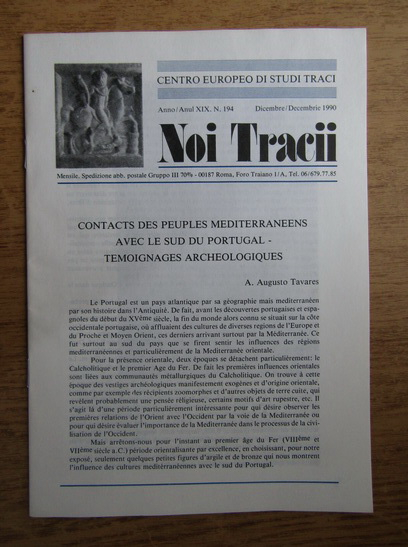 CENTRO EUROPEO DI STUDI TRACI
Anno/Anul XIX. N. 194 Dicembre/Decembrie 1990
Noi Tracii
Mensile, Spedizione abb. postale Gruppo III 70% - 00187 Roma, Foro Traiano 1/A, Tel. 06/679.77.85
CONTACTS DES PEUPLES MEDITERRANEENS
AVEC LE SUD DU PORTUGAL -
TEMOIGNAGES ARCHEOLOGIQUES
A. Augusto Tavares
Le Portugal est un pays atlantique par sa géographie mais mediterranéen
par son histoire dans l'Antiquité. De fait, avant les découvertes portugaises et espa-
gnoles du début du XVème siècle, la fin du monde alors connu se situait sur la côte
occidentale portugaise, où affluaient des cultures de diverses regions de l'Europe et
du Proche et Moyen Orient, ces derniers arrivant surtout par la Méditerranée. Ce
fut surtout au sud du pays que se firent sentir les influences des régions
mediterranéennes et particulièrement de la Mediterranée orientale.
Pour la présence orientale, deux époques se détachent particulièrement: le
Calcholitique et le premier Age du Fer. De fait les premières influences orientales
sont liées aux communautés métallurgiques du Calcholitique. On trouve à cette
époque des vestiges archéologiques manifestement exogènes et d'origine orientale,
comme par exemple des récipients zoomorphes et d'autres objets de terre cuite, qui
revêlent probablement une pensée religieuse, certains motifs d'art rupestre, etc. Il
s'agit là d'une période particulièrement intéressante pour qui désire observer les
premières relations de l'Orient avec l'Occident par la voie de la Mediterranée ou
pour qui désire évaluer l'importance de la Mediterranée dans le processus de la civi-
lisation de l'Occident.
Mais arrêtons-nous pour l'instant au premier âge du Fer (VIIIème et
VIIème siècle a.C.) période orientalisante par excellence, en choisissant, pour notre
exposé, seulement quelques petites figures d'argile et de bronze qui nous montrent
l'influence des cultures mediterranéennes avec le sud du Portugal.